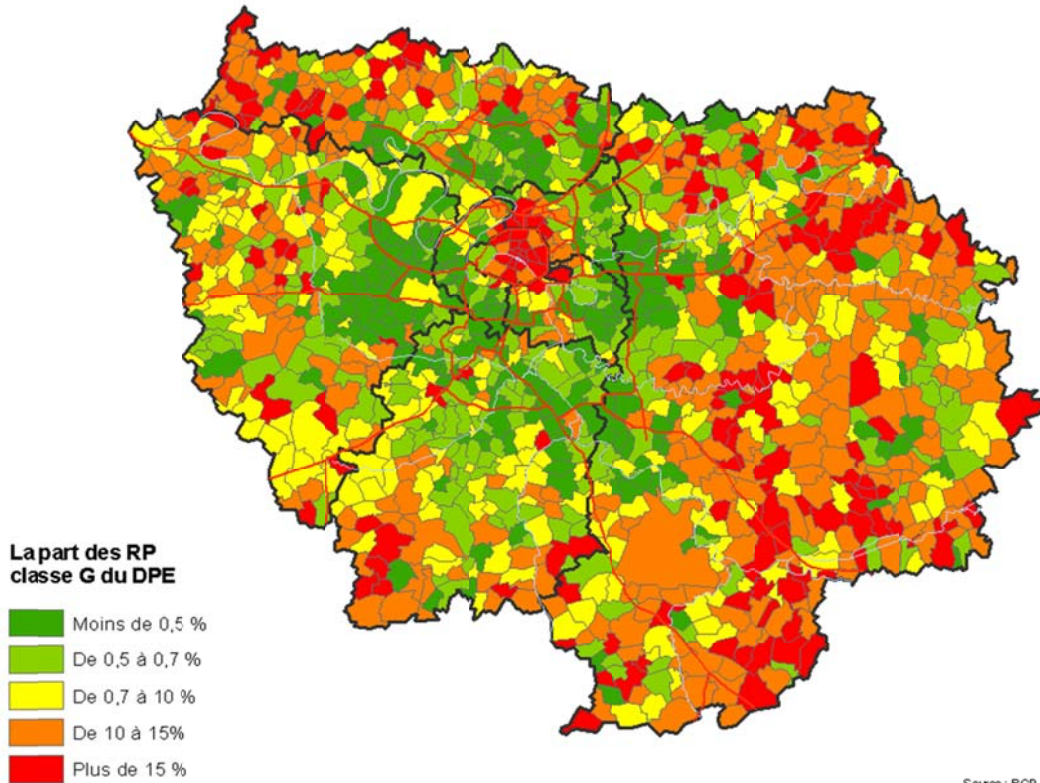 La part des RP
classe G du DPE
Moins de 0,5 %
De 0,5 à 0,7 %
De 0,7 à 10 %
De 10 à 15%
Plus de 15 %